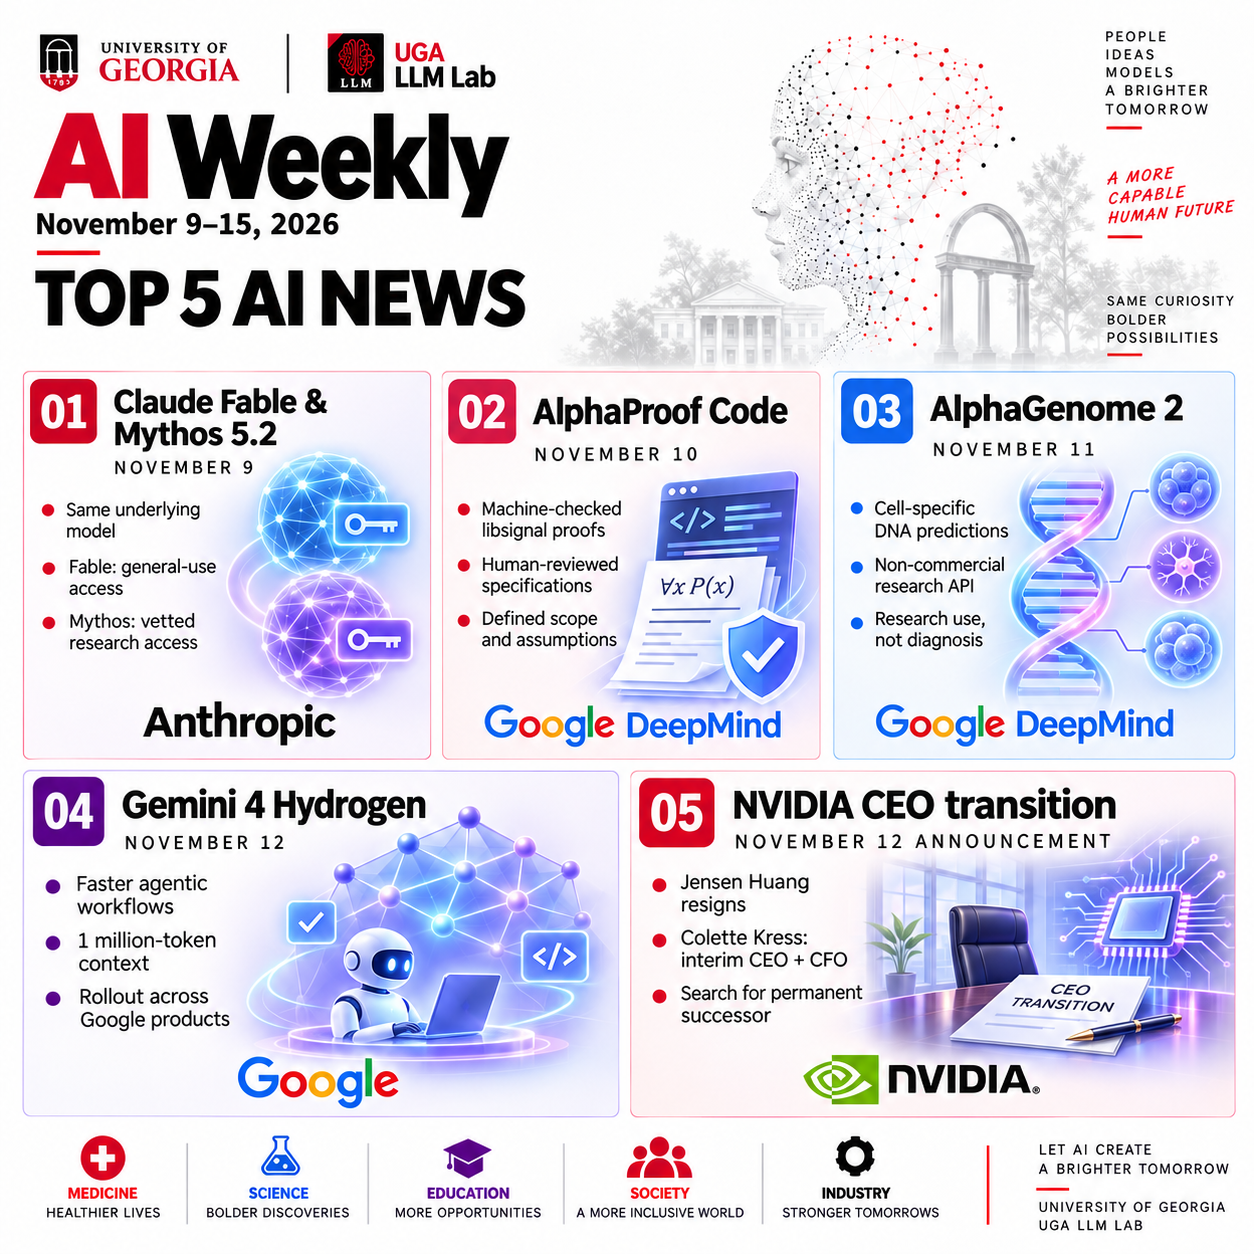 UNIVERSITY OF
GEORGIA
1785
LLM
UGA
LLM Lab
AI Weekly
November 9–15, 2026
TOP 5 AI NEWS
PEOPLE
IDEAS
MODELS
A BRIGHTER
TOMORROW
A MORE
CAPABLE
HUMAN FUTURE
SAME CURIOSITY
BOLDER
POSSIBILITIES
01
Claude Fable &
Mythos 5.2
NOVEMBER 9
Same underlying
model
Fable: general-use
access
Mythos: vetted
research access
Anthropic
02
AlphaProof Code
NOVEMBER 10
Machine-checked
libsignal proofs
Human-reviewed
specifications
Defined scope
and assumptions
</>
∀x P(x)
Google DeepMind
03
AlphaGenome 2
NOVEMBER 11
Cell-specific
DNA predictions
Non-commercial
research API
Research use,
not diagnosis
Google DeepMind
04
Gemini 4 Hydrogen
NOVEMBER 12
Faster agentic
workflows
1 million-token
context
Rollout across
Google products
</>
Google
05
NVIDIA CEO transition
NOVEMBER 12 ANNOUNCEMENT
Jensen Huang
resigns
Colette Kress:
interim CEO + CFO
Search for permanent
successor
CEO
TRANSITION
NVIDIA®
MEDICINE
HEALTHIER LIVES
SCIENCE
BOLDER DISCOVERIES
EDUCATION
MORE OPPORTUNITIES
SOCIETY
A MORE INCLUSIVE WORLD
INDUSTRY
STRONGER TOMORROWS
LET AI CREATE
A BRIGHTER TOMORROW
UNIVERSITY OF GEORGIA
UGA LLM LAB